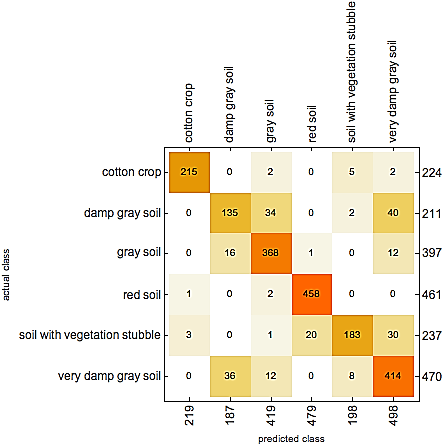 cotton crop
damp gray soil
gray soil
red soil
soil with vegetation stubble
very damp gray soil
cotton crop 215 0 2 0 5 2 224
damp gray soil 0 135 34 0 2 40 211
gray soil 0 16 368 1 0 12 397
red soil 1 0 2 458 0 0 461
soil with vegetation stubble 3 0 1 20 183 30 237
very damp gray soil 0 36 12 0 8 414 470
219 187 419 479 198 498
actual class
predicted class